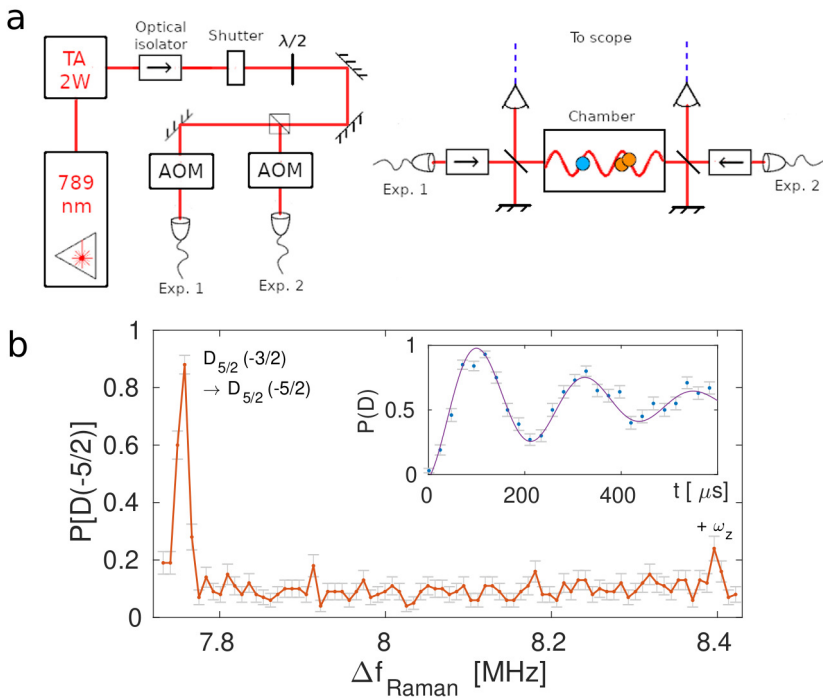 a
TA
2W
Optical
isolator
Shutter
λ/2
AOM
AOM
789
nm
Exp. 1
Exp. 2
To scope
Chamber
Exp. 1
Exp. 2
b
P[D(-5/2)]
1
0.8
0.6
0.4
0.2
0
D5/2 (-3/2)
→ D5/2 (-5/2)
P(D)
1
0.5
0
0
200
400
t [ μs]
+ ωz
7.8
8
8.2
8.4
ΔfRaman [MHz]